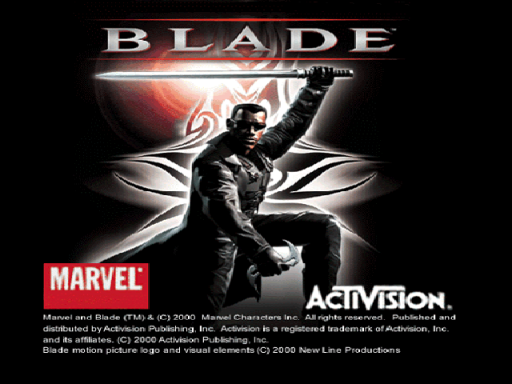 BLADE™
MARVEL
ACTIVISION.
Marvel and Blade (TM) & (C) 2000 Marvel Characters Inc. All rights reserved. Published and
distributed by Activision Publishing, Inc. Activision is a registered trademark of Activision, Inc.
and its affiliates. (C) 2000 Activision Publishing, Inc.
Blade motion picture logo and visual elements (C) 2000 New Line Productions